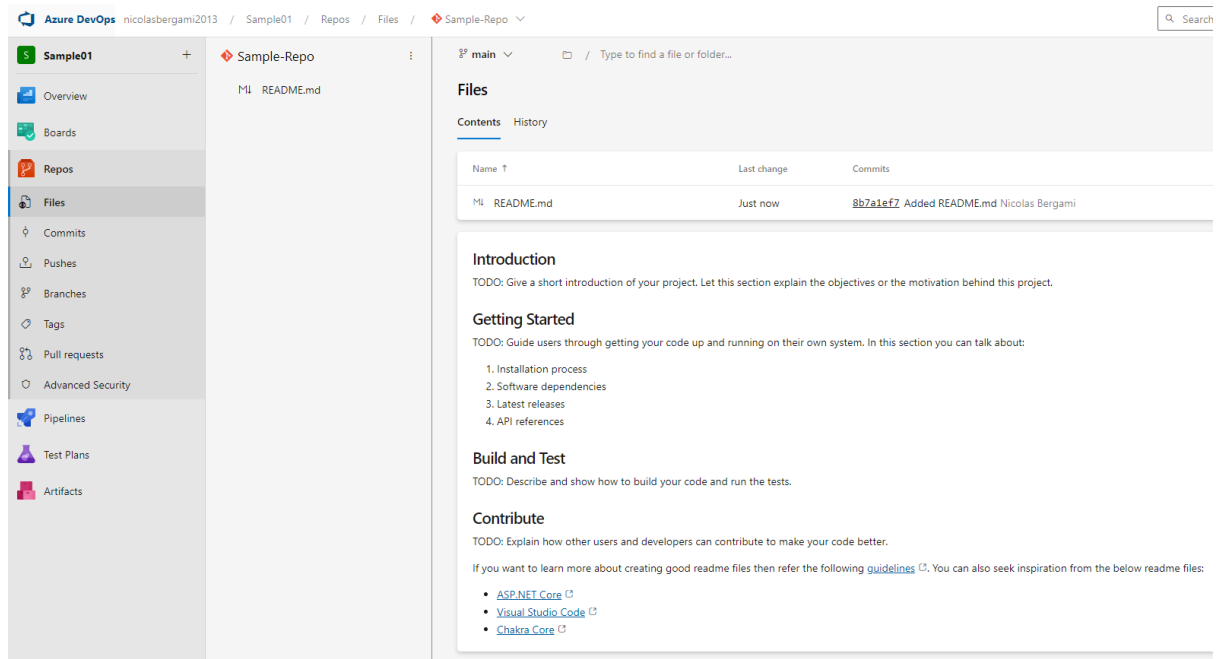 Azure DevOps nicolasbergami2013 / Sample01 / Repos / Files / Sample-Repo
Search
S Sample01 +
Overview
Boards
Repos
Files
Commits
Pushes
Branches
Tags
Pull requests
Advanced Security
Pipelines
Test Plans
Artifacts
Sample-Repo
M↓ README.md
main / Type to find a file or folder...
Files
Contents History
Name ↑ Last change Commits
M↓ README.md Just now 8b7a1ef7 Added README.md Nicolas Bergami
Introduction
TODO: Give a short introduction of your project. Let this section explain the objectives or the motivation behind this project.
Getting Started
TODO: Guide users through getting your code up and running on their own system. In this section you can talk about:
1. Installation process
2. Software dependencies
3. Latest releases
4. API references
Build and Test
TODO: Describe and show how to build your code and run the tests.
Contribute
TODO: Explain how other users and developers can contribute to make your code better.
If you want to learn more about creating good readme files then refer the following guidelines. You can also seek inspiration from the below readme files:
• ASP.NET Core
• Visual Studio Code
• Chakra Core